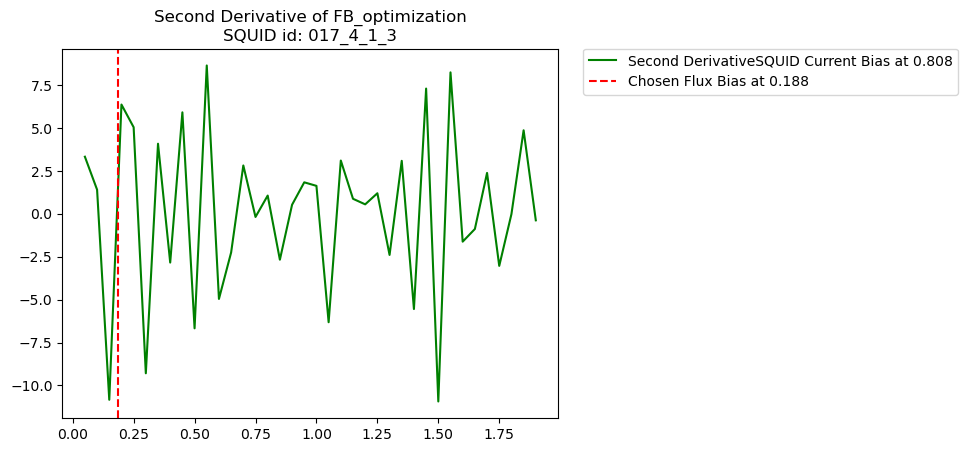 Second Derivative of FB_optimization
SQUID id: 017_4_1_3
Second DerivativeSQUID Current Bias at 0.808
Chosen Flux Bias at 0.188
7.5
5.0
2.5
0.0
−2.5
−5.0
−7.5
−10.0
0.00 0.25 0.50 0.75 1.00 1.25 1.50 1.75